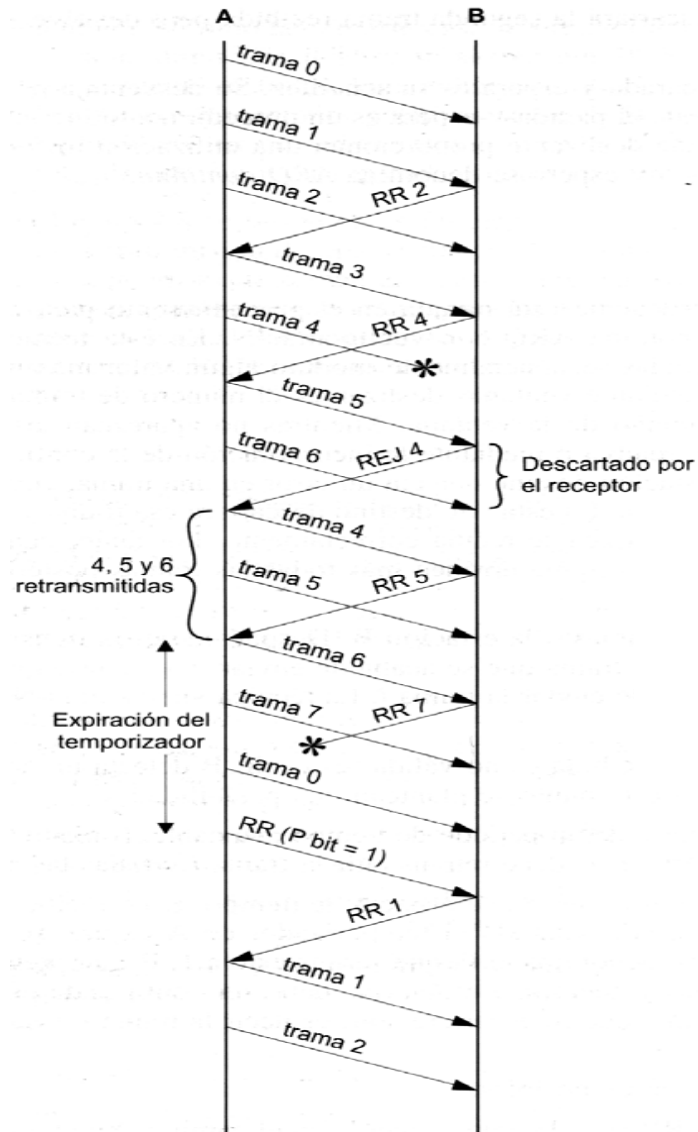 A
B
trama 0
trama 1
trama 2
RR 2
trama 3
trama 4
RR 4
*
trama 5
trama 6
REJ 4
Descartado por
el receptor
trama 4
4, 5 y 6
retransmitidas
trama 5
RR 5
trama 6
trama 7
RR 7
Expiración del
temporizador
*
trama 0
RR (P bit = 1)
RR 1
trama 1
trama 2